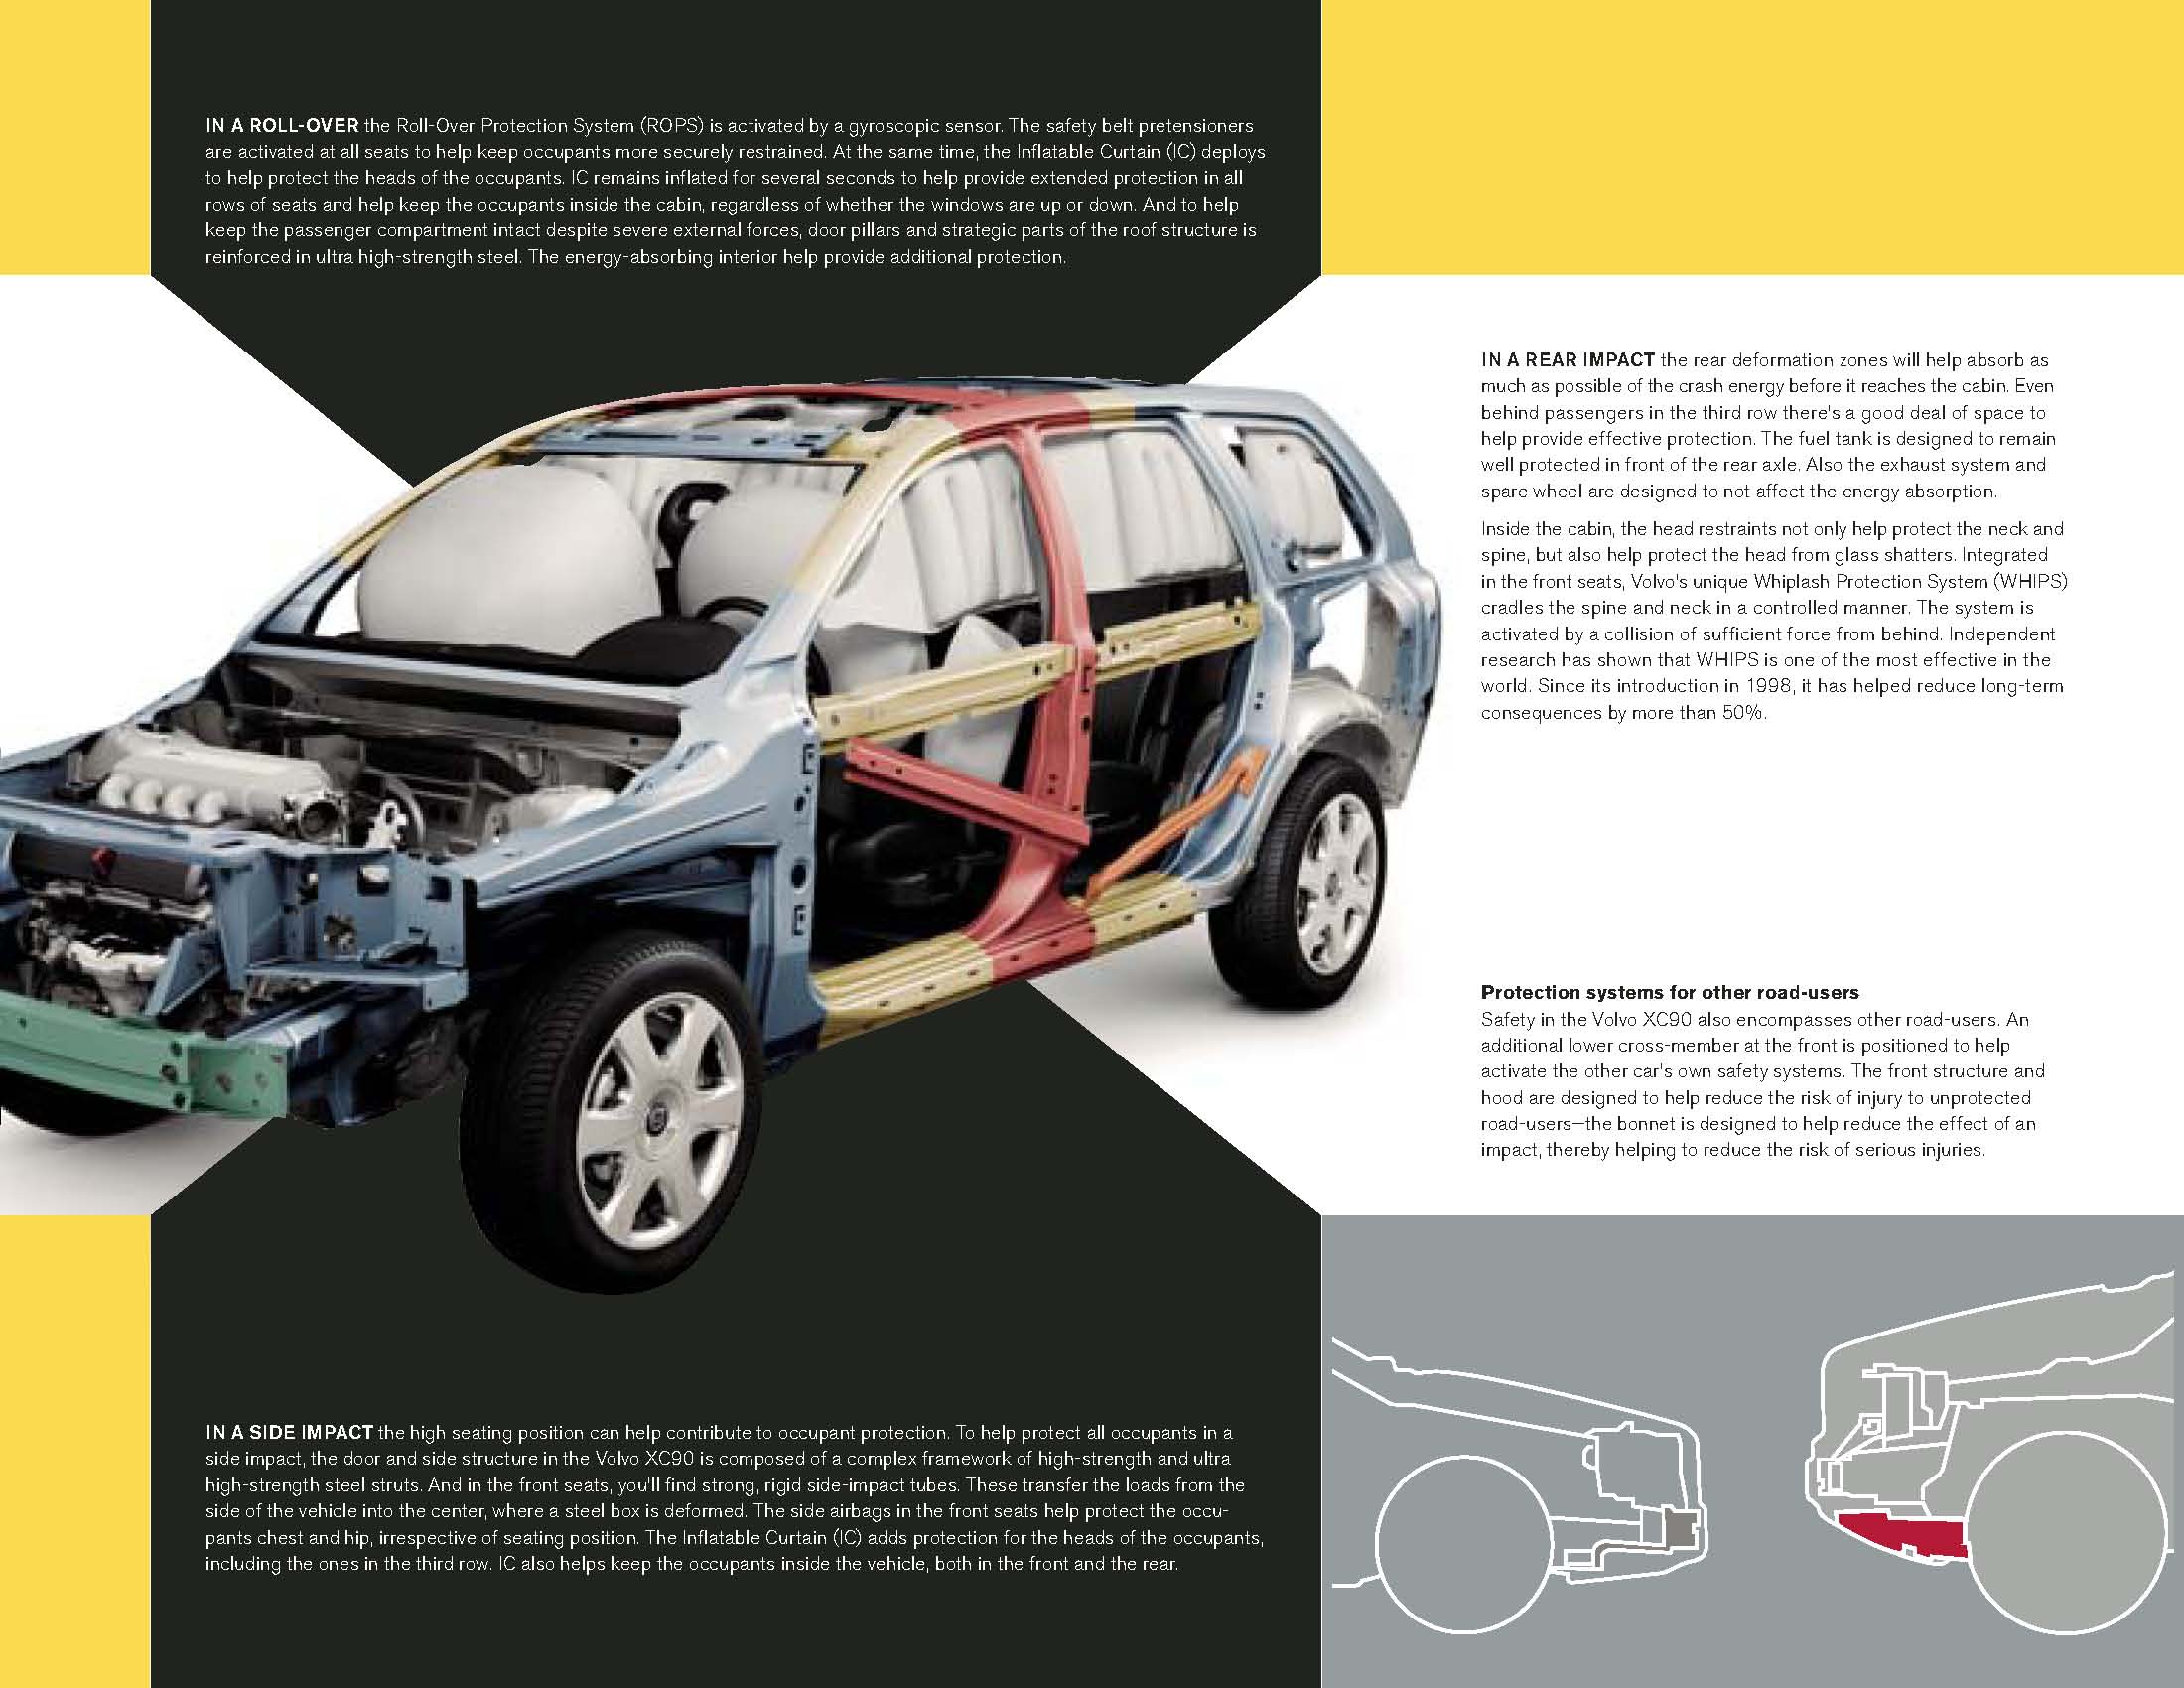 IN A ROLL-OVER the Roll-Over Protection System (ROPS) is activated by a gyroscopic sensor. The safety belt pretensioners
are activated at all seats to help keep occupants more securely restrained. At the same time, the Inflatable Curtain (IC) deploys
to help protect the heads of the occupants. IC remains inflated for several seconds to help provide extended protection in all
rows of seats and help keep the occupants inside the cabin, regardless of whether the windows are up or down. And to help
keep the passenger compartment intact despite severe external forces, door pillars and strategic parts of the roof structure is
reinforced in ultra high-strength steel. The energy-absorbing interior help provide additional protection.
IN A REAR IMPACT the rear deformation zones will help absorb as
much as possible of the crash energy before it reaches the cabin. Even
behind passengers in the third row there's a good deal of space to
help provide effective protection. The fuel tank is designed to remain
well protected in front of the rear axle. Also the exhaust system and
spare wheel are designed to not affect the energy absorption.
Inside the cabin, the head restraints not only help protect the neck and
spine, but also help protect the head from glass shatters. Integrated
in the front seats, Volvo's unique Whiplash Protection System (WHIPS)
cradles the spine and neck in a controlled manner. The system is
activated by a collision of sufficient force from behind. Independent
research has shown that WHIPS is one of the most effective in the
world. Since its introduction in 1998, it has helped reduce long-term
consequences by more than 50%.
Protection systems for other road-users
Safety in the Volvo XC90 also encompasses other road-users. An
additional lower cross-member at the front is positioned to help
activate the other car's own safety systems. The front structure and
hood are designed to help reduce the risk of injury to unprotected
road-users—the bonnet is designed to help reduce the effect of an
impact, thereby helping to reduce the risk of serious injuries.
IN A SIDE IMPACT the high seating position can help contribute to occupant protection. To help protect all occupants in a
side impact, the door and side structure in the Volvo XC90 is composed of a complex framework of high-strength and ultra
high-strength steel struts. And in the front seats, you'll find strong, rigid side-impact tubes. These transfer the loads from the
side of the vehicle into the center, where a steel box is deformed. The side airbags in the front seats help protect the occu-
pants chest and hip, irrespective of seating position. The Inflatable Curtain (IC) adds protection for the heads of the occupants,
including the ones in the third row. IC also helps keep the occupants inside the vehicle, both in the front and the rear.